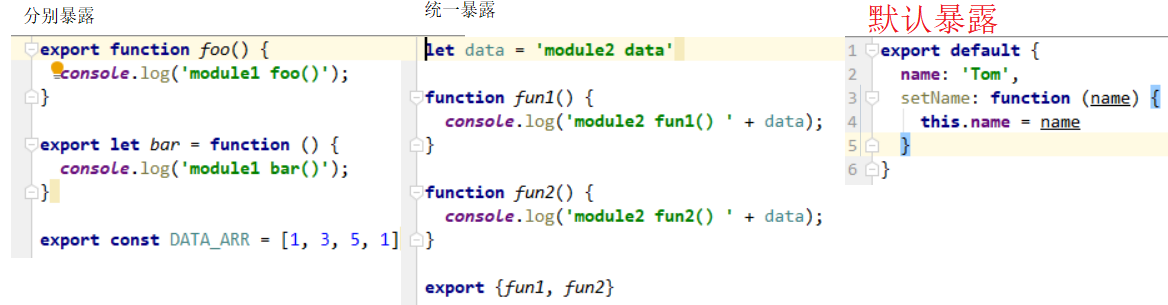 分别暴露
export function foo() {
console.log('module1 foo()');
}
export let bar = function () {
console.log('module1 bar()');
}
export const DATA_ARR = [1, 3, 5, 1]
统一暴露
let data = 'module2 data'
function fun1() {
console.log('module2 fun1() ' + data);
}
function fun2() {
console.log('module2 fun2() ' + data);
}
export {fun1, fun2}
默认暴露
1 export default {
2 name: 'Tom',
3 setName: function (name) {
4 this.name = name
5 }
6 }